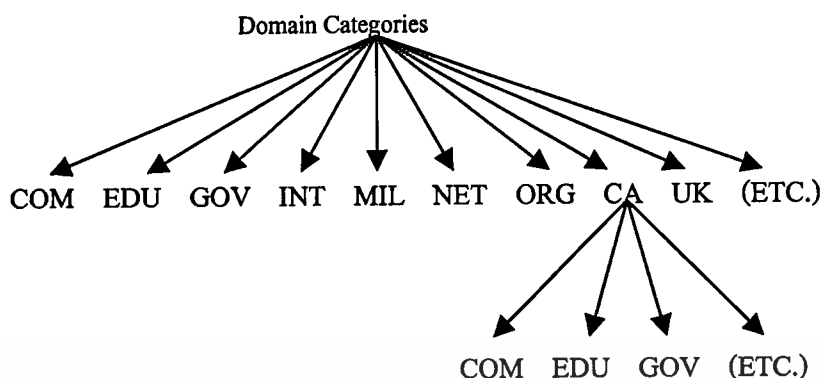 Domain Categories
COM EDU GOV INT MIL NET ORG CA UK (ETC.)
COM EDU GOV (ETC.)